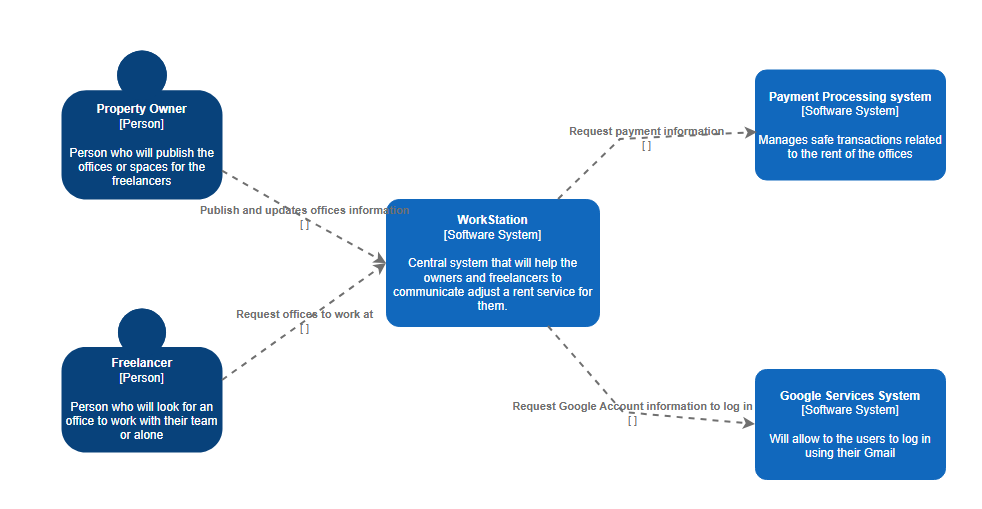 Property Owner
[Person]
Person who will publish the
offices or spaces for the
freelancers
Publish and updates offices information
[ ]
Freelancer
[Person]
Person who will look for an
office to work with their team
or alone
Request offices to work at
[ ]
WorkStation
[Software System]
Central system that will help the
owners and freelancers to
communicate adjust a rent service for
them.
Request payment information
[ ]
Payment Processing system
[Software System]
Manages safe transactions related
to the rent of the offices
Request Google Account information to log in
[ ]
Google Services System
[Software System]
Will allow to the users to log in
using their Gmail